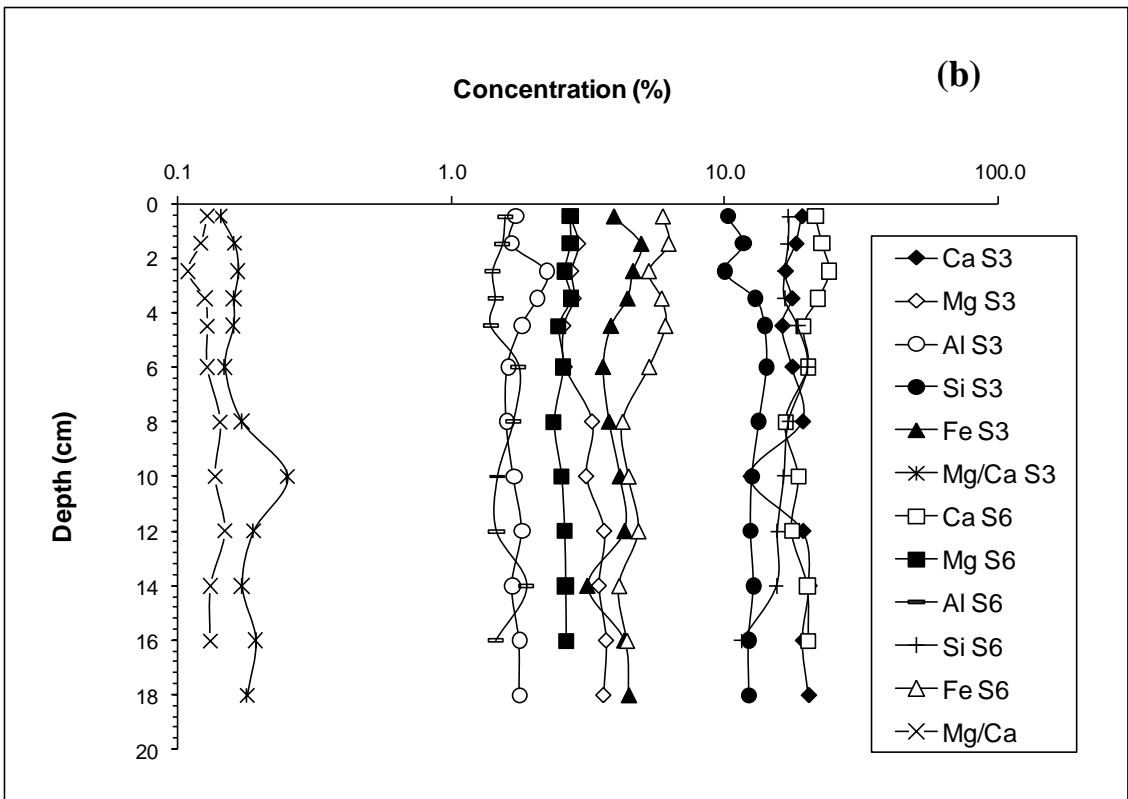 (b)
Concentration (%)
0.1 1.0 10.0 100.0
0
2
4
6
8
10
12
14
16
18
20
Depth (cm)
Ca S3
Mg S3
Al S3
Si S3
Fe S3
Mg/Ca S3
Ca S6
Mg S6
Al S6
Si S6
Fe S6
Mg/Ca